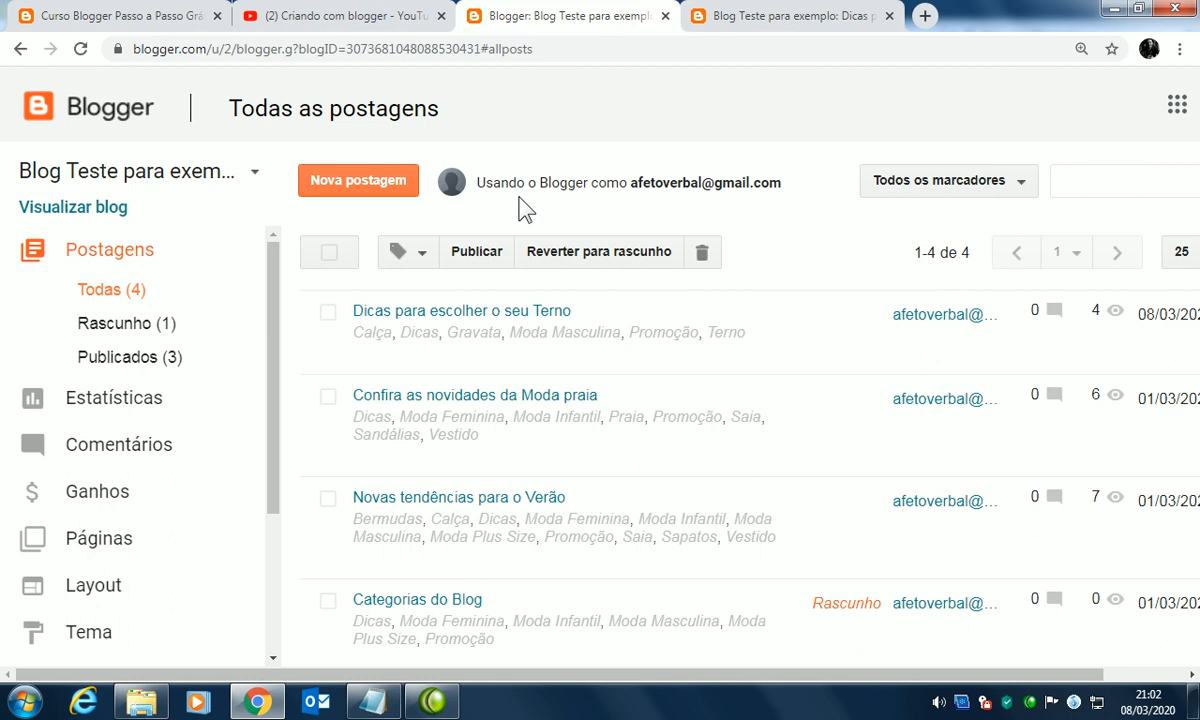 Curso Blogger Passo a Passo Grá
(2) Criando com blogger - YouTu
Blogger: Blog Teste para exempl
Blog Teste para exemplo: Dicas p
blogger.com/u/2/blogger.g?blogID=3073681048088530431#allposts
Blogger
Todas as postagens
Blog Teste para exem...
Visualizar blog
Nova postagem
Usando o Blogger como afetoverbal@gmail.com
Todos os marcadores
Postagens
Todas (4)
Rascunho (1)
Publicados (3)
Estatísticas
Comentários
Ganhos
Páginas
Layout
Tema
Publicar
Reverter para rascunho
1-4 de 4
1
25
Dicas para escolher o seu Terno
Calça, Dicas, Gravata, Moda Masculina, Promoção, Terno
afetoverbal@...
0
4
08/03/202
Confira as novidades da Moda praia
Dicas, Moda Feminina, Moda Infantil, Praia, Promoção, Saia,
Sandálias, Vestido
afetoverbal@...
0
6
01/03/202
Novas tendências para o Verão
Bermudas, Calça, Dicas, Moda Feminina, Moda Infantil, Moda
Masculina, Moda Plus Size, Promoção, Saia, Sapatos, Vestido
afetoverbal@...
0
7
01/03/202
Categorias do Blog
Dicas, Moda Feminina, Moda Infantil, Moda Masculina, Moda
Plus Size, Promoção
Rascunho
afetoverbal@...
0
0
01/03/202
21:02
08/03/2020